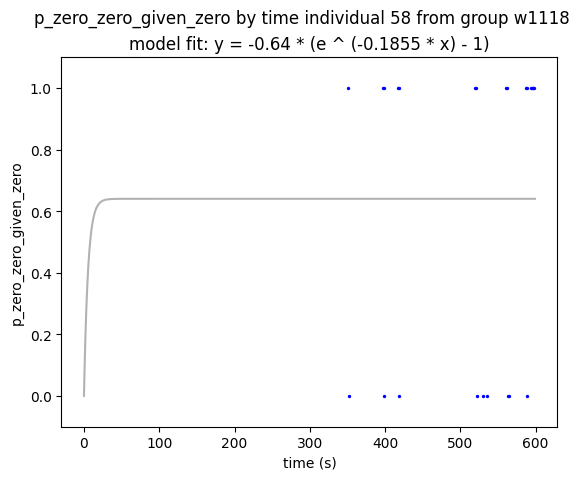 p_zero_zero_given_zero by time individual 58 from group w1118
model fit: y = -0.64 * (e ^ (-0.1855 * x) - 1)
1.0
0.8
0.6
0.4
0.2
0.0
p_zero_zero_given_zero
0 100 200 300 400 500 600
time (s)